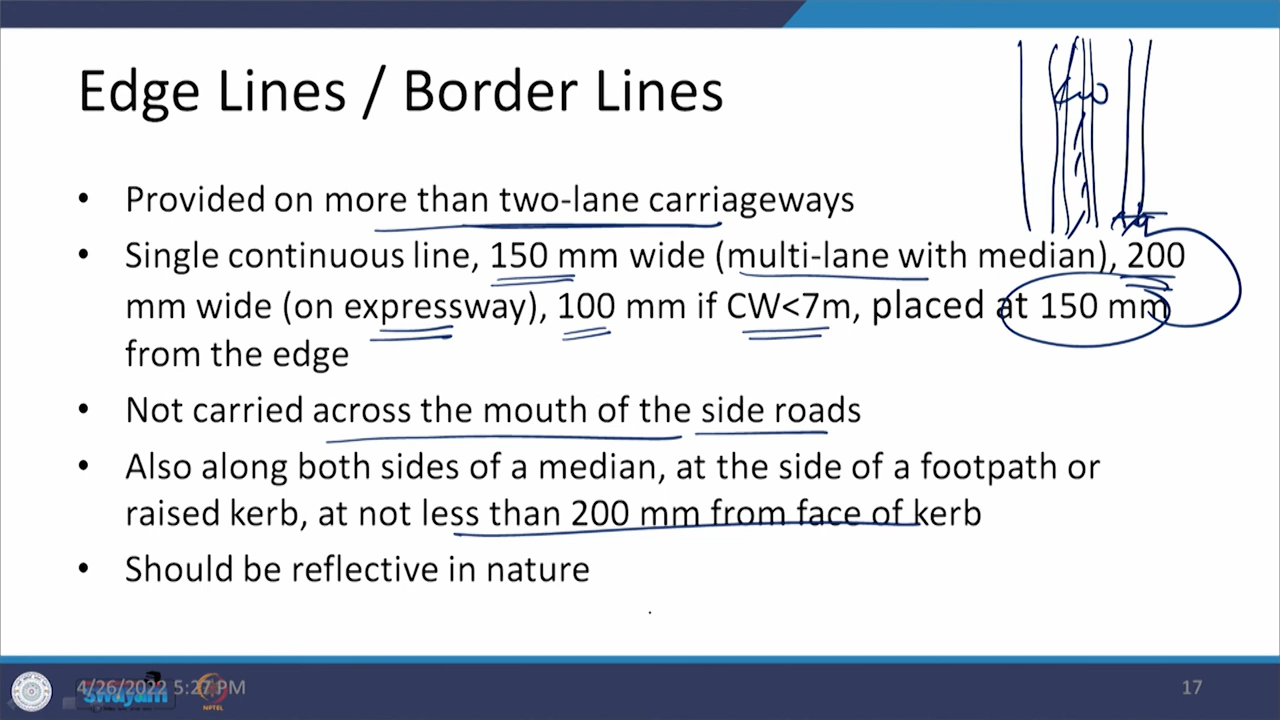 Edge Lines / Border Lines
• Provided on more than two-lane carriageways
• Single continuous line, 150 mm wide (multi-lane with median), 200
mm wide (on expressway), 100 mm if CW<7m, placed at 150 mm
from the edge
• Not carried across the mouth of the side roads
• Also along both sides of a median, at the side of a footpath or
raised kerb, at not less than 200 mm from face of kerb
• Should be reflective in nature
4/26/2022 5:27 PM
swayam
NPTEL
17